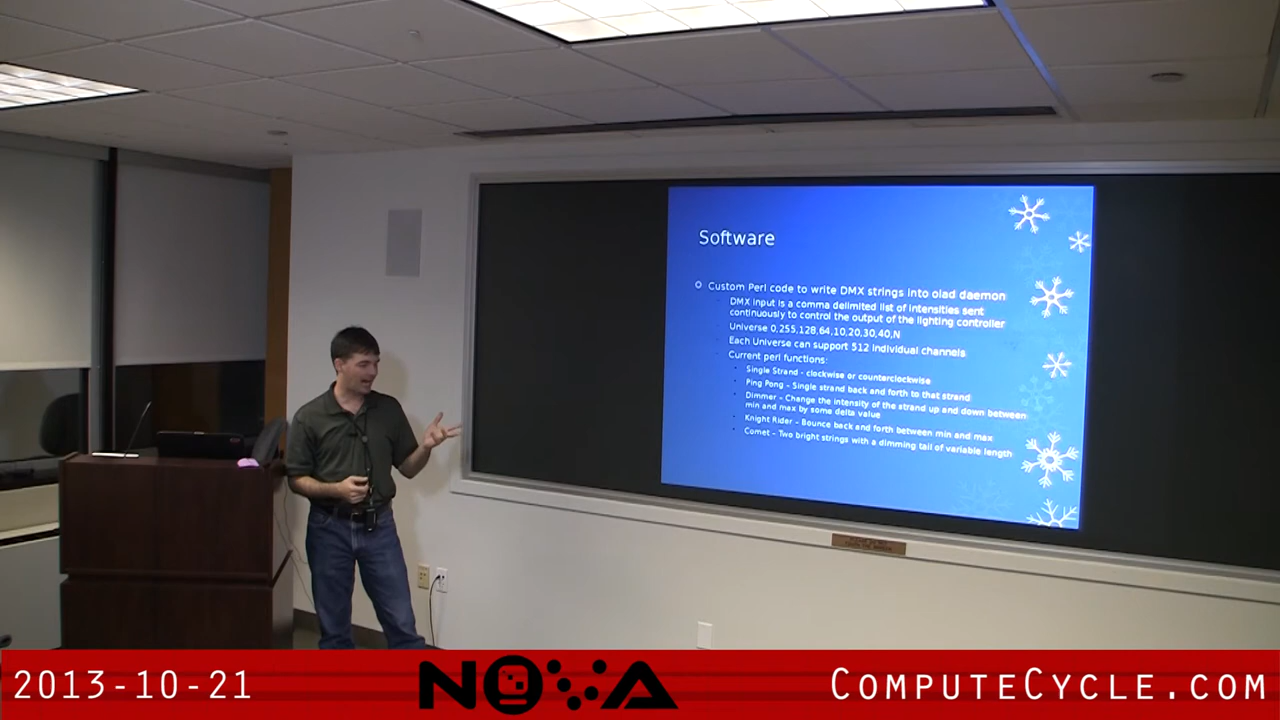 Software
Custom Perl code to write DMX strings into olad daemon
DMX input is a comma delimited list of intensities sent
continuously to control the output of the lighting controller
Universe 0,255,128,64,10,20,30,40,N
Each Universe can support 512 individual channels
Current perl functions:
Single Strand - clockwise or counterclockwise
Ping Pong – Single strand back and forth to that strand
Dimmer – Change the intensity of the strand up and down between
min and max by some delta value
Knight Rider – Bounce back and forth between min and max
Comet – Two bright strings with a dimming tail of variable length
2013-10-21
NOVA
COMPUTECYCLE.COM